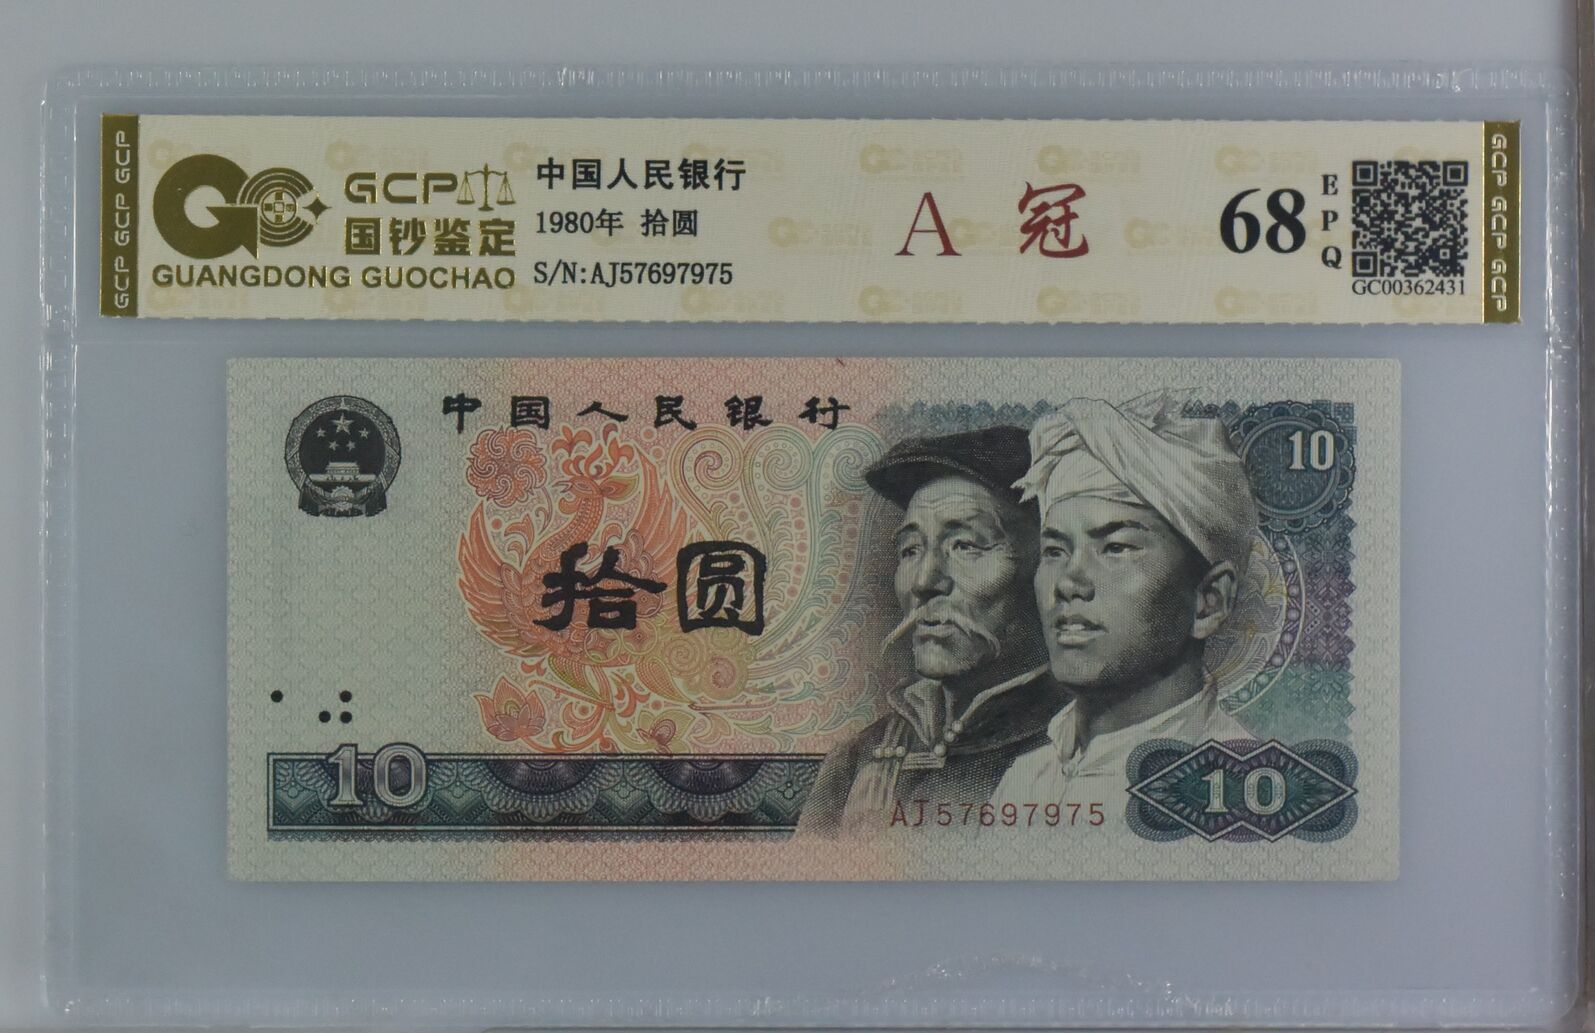 GCP GCP GCP
GCP
国钞鉴定
GUANGDONG GUOCHAO
中国人民银行
1980年 拾圆
S/N:AJ57697975
A 冠
68
EPQ
GC00362431
GCP GCP GCP
中国人民银行
10
拾圆
10
AJ57697975
10